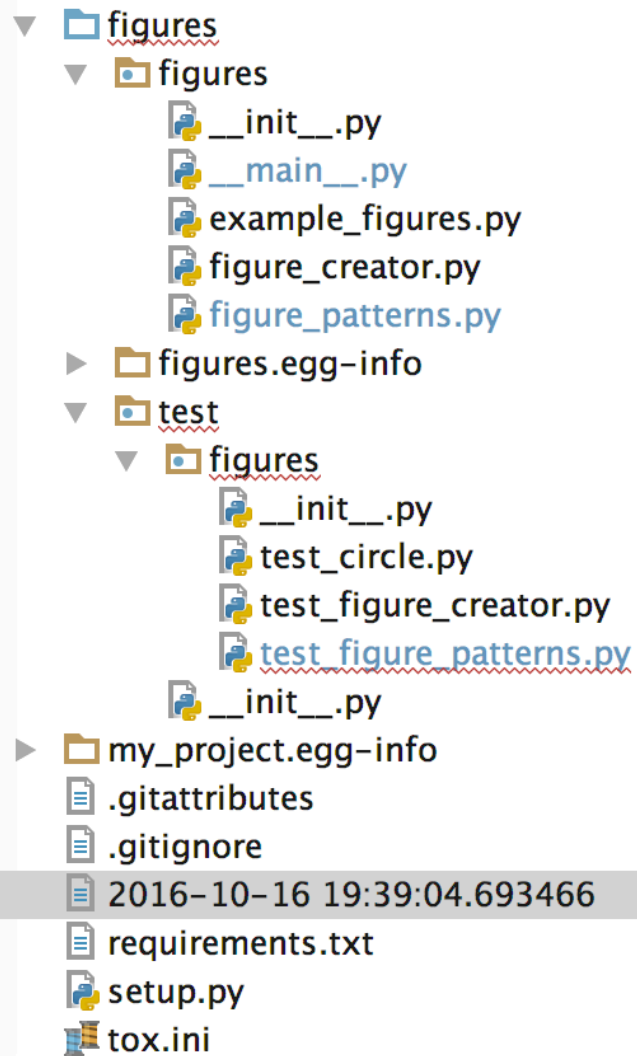 figures
figures
__init__.py
__main__.py
example_figures.py
figure_creator.py
figure_patterns.py
figures.egg-info
test
figures
__init__.py
test_circle.py
test_figure_creator.py
test_figure_patterns.py
__init__.py
my_project.egg-info
.gitattributes
.gitignore
2016-10-16 19:39:04.693466
requirements.txt
setup.py
tox.ini